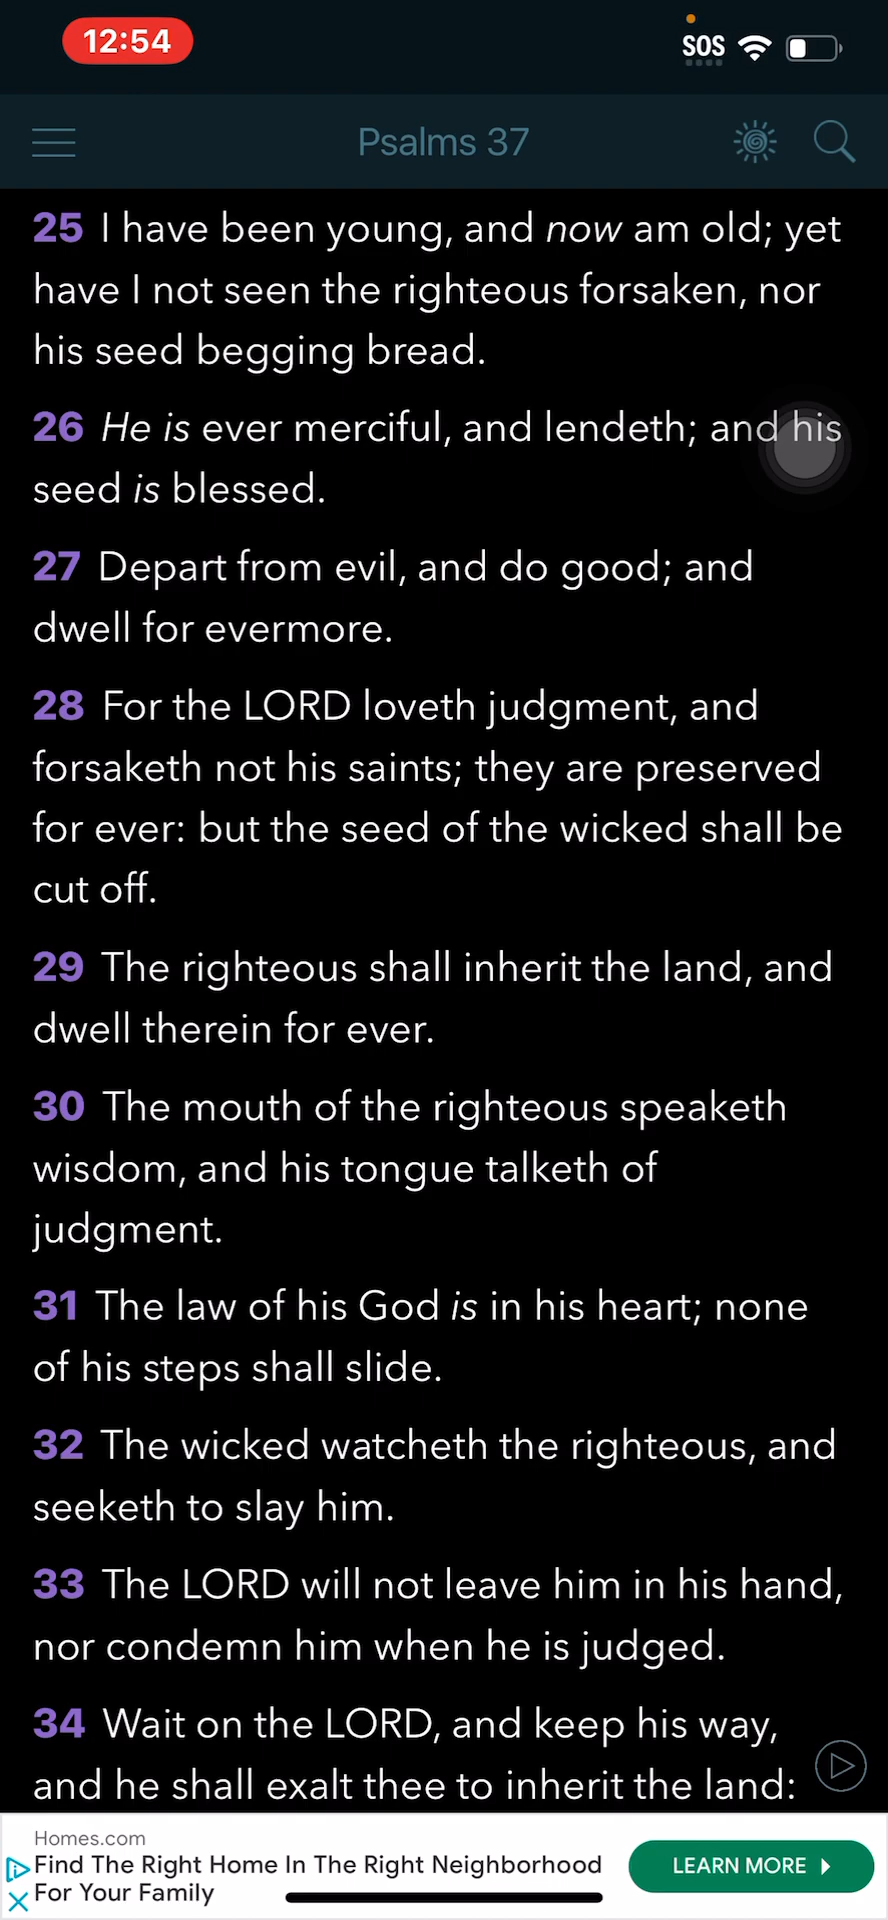 12:54
SOS
Psalms 37
25 I have been young, and now am old; yet
have I not seen the righteous forsaken, nor
his seed begging bread.
26 He is ever merciful, and lendeth; and his
seed is blessed.
27 Depart from evil, and do good; and
dwell for evermore.
28 For the LORD loveth judgment, and
forsaketh not his saints; they are preserved
for ever: but the seed of the wicked shall be
cut off.
29 The righteous shall inherit the land, and
dwell therein for ever.
30 The mouth of the righteous speaketh
wisdom, and his tongue talketh of
judgment.
31 The law of his God is in his heart; none
of his steps shall slide.
32 The wicked watcheth the righteous, and
seeketh to slay him.
33 The LORD will not leave him in his hand,
nor condemn him when he is judged.
34 Wait on the LORD, and keep his way,
and he shall exalt thee to inherit the land:
Homes.com
Find The Right Home In The Right Neighborhood
For Your Family
LEARN MORE